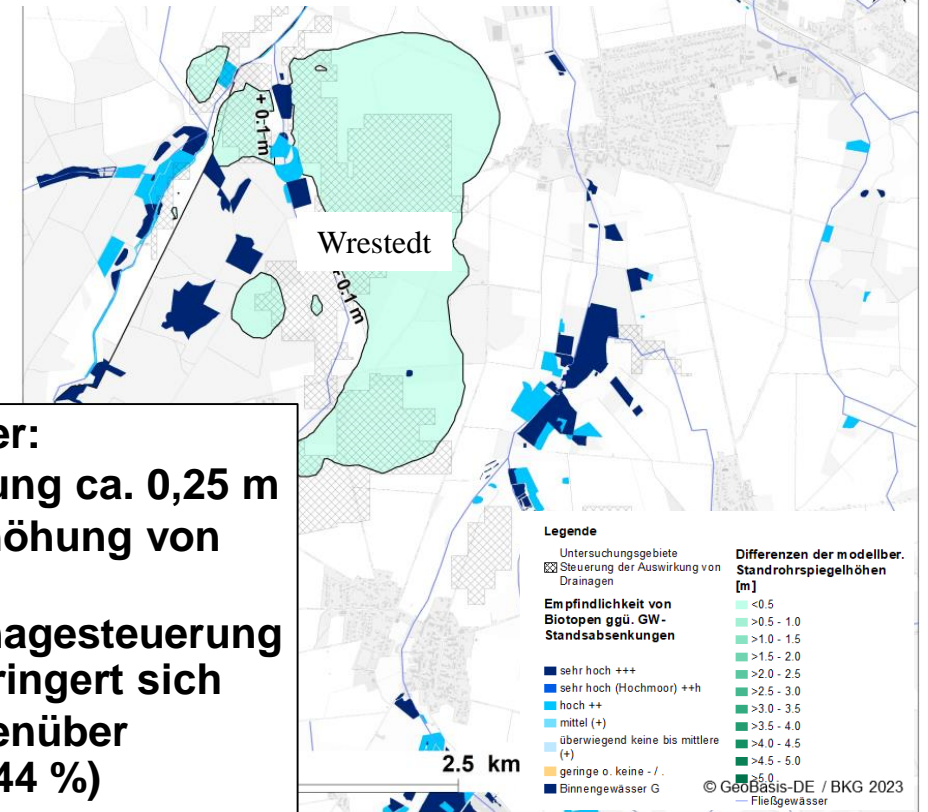 + 0.1 m
Wrestedt
0.1 m
er:
ung ca. 0,25 m
höhung von
nagesteuerung
ringert sich
enüber
44 %)
2.5 km
Legende
Untersuchungsgebiete
Steuerung der Auswirkung von
Drainagen
Empfindlichkeit von
Biotopen ggü. GW-
Standsabsenkungen
sehr hoch +++
sehr hoch (Hochmoor) ++h
hoch ++
mittel (+)
überwiegend keine bis mittlere
(+)
geringe o. keine - / .
Binnengewässer G
Differenzen der modellber.
Standrohrspiegelhöhen
[m]
<0.5
>0.5 - 1.0
>1.0 - 1.5
>1.5 - 2.0
>2.0 - 2.5
>2.5 - 3.0
>3.0 - 3.5
>3.5 - 4.0
>4.0 - 4.5
>4.5 - 5.0
>5.0
© GeoBasis-DE / BKG 2023
Fließgewässer